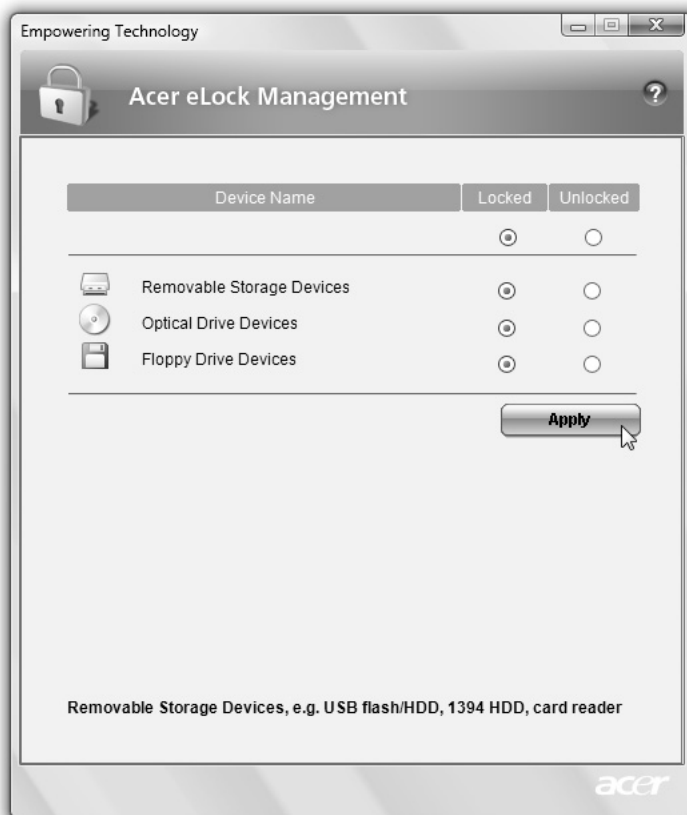 Empowering Technology
Acer eLock Management
?
Device Name Locked Unlocked
Removable Storage Devices
Optical Drive Devices
Floppy Drive Devices
Apply
Removable Storage Devices, e.g. USB flash/HDD, 1394 HDD, card reader
acer